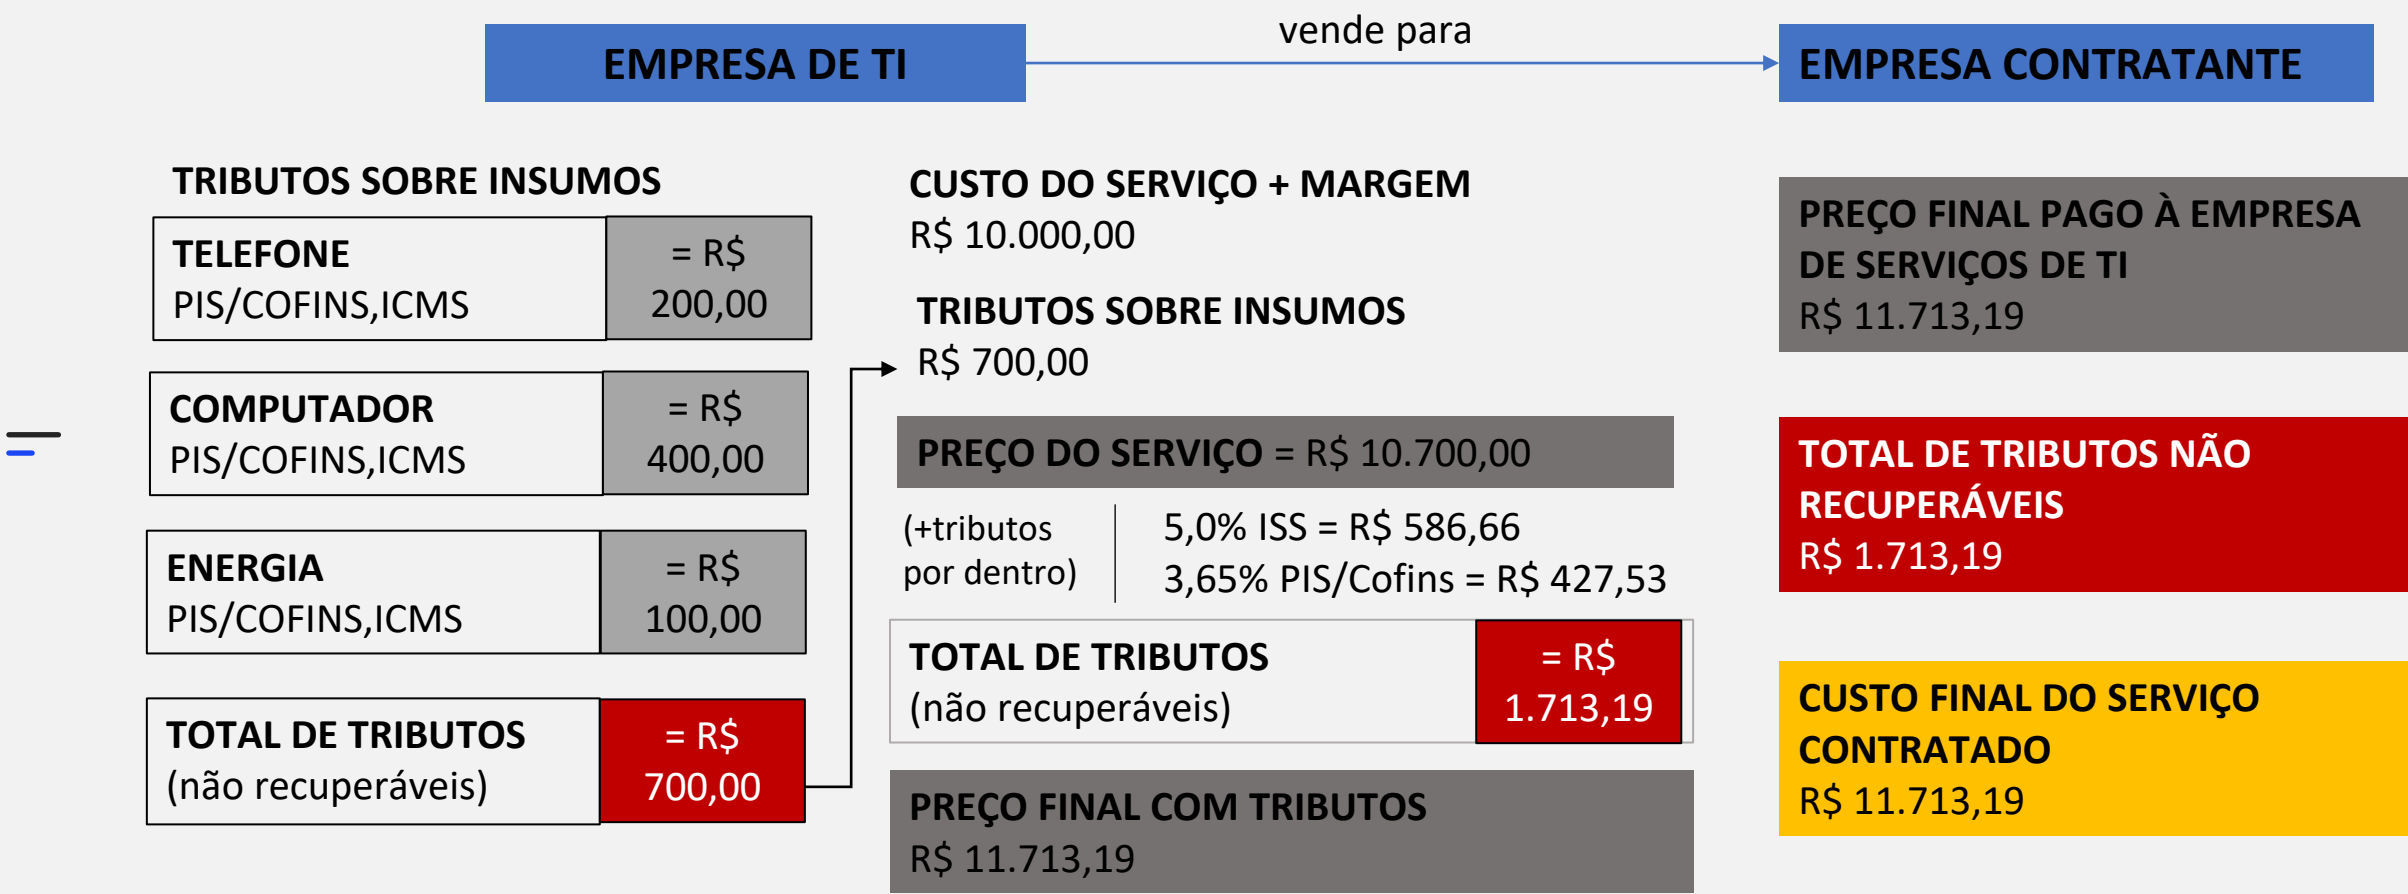 vende para
EMPRESA DE TI
EMPRESA CONTRATANTE
TRIBUTOS SOBRE INSUMOS
TELEFONE
PIS/COFINS,ICMS
= R$
200,00
COMPUTADOR
PIS/COFINS,ICMS
= R$
400,00
ENERGIA
PIS/COFINS,ICMS
= R$
100,00
TOTAL DE TRIBUTOS
(não recuperáveis)
= R$
700,00
CUSTO DO SERVIÇO + MARGEM
R$ 10.000,00
TRIBUTOS SOBRE INSUMOS
R$ 700,00
PREÇO DO SERVIÇO = R$ 10.700,00
(+tributos
por dentro)
5,0% ISS = R$ 586,66
3,65% PIS/Cofins = R$ 427,53
TOTAL DE TRIBUTOS
(não recuperáveis)
= R$
1.713,19
PREÇO FINAL COM TRIBUTOS
R$ 11.713,19
PREÇO FINAL PAGO À EMPRESA
DE SERVIÇOS DE TI
R$ 11.713,19
TOTAL DE TRIBUTOS NÃO
RECUPERÁVEIS
R$ 1.713,19
CUSTO FINAL DO SERVIÇO
CONTRATADO
R$ 11.713,19